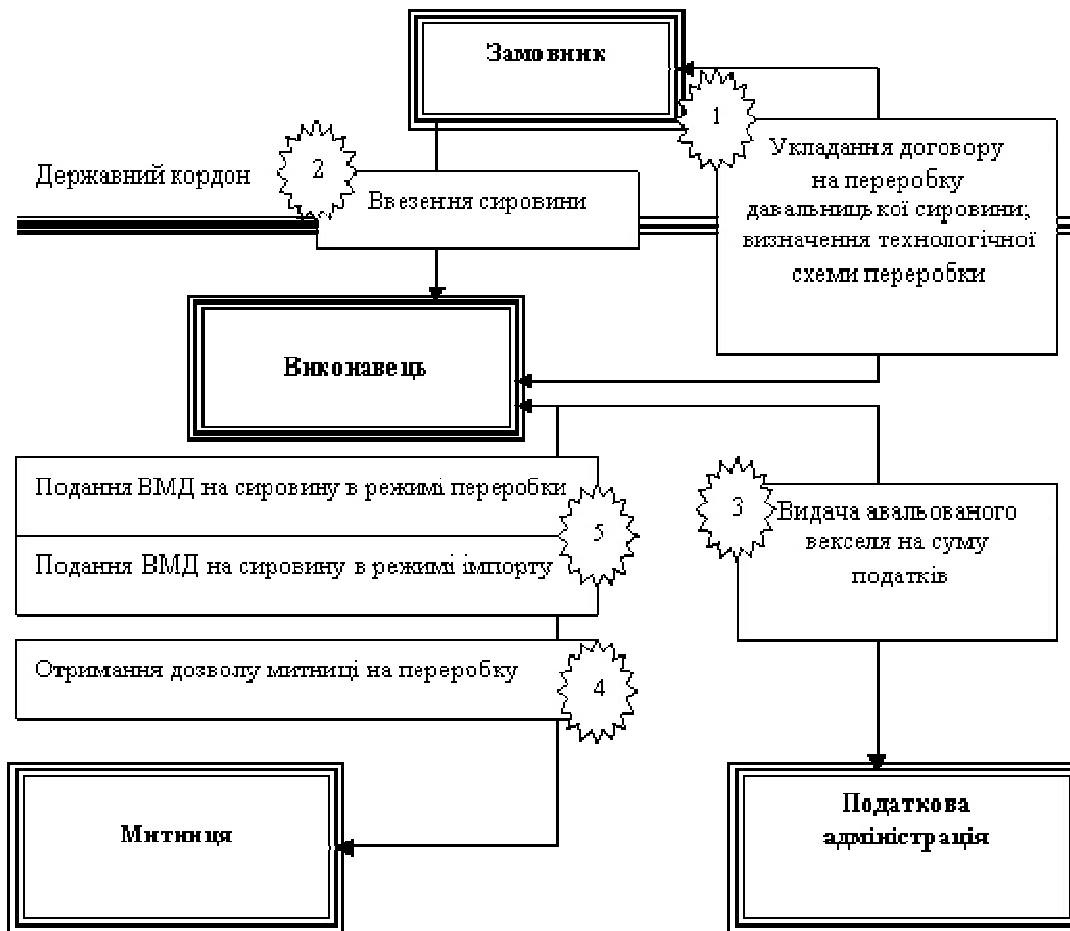 Замовник
1
Укладання договору
на переробку
давальницької сировини;
визначення технологічної
схеми переробки
2
Державний кордон
Ввезення сировини
Виконавець
Подання ВМД на сировину в режимі переробки
5
Подання ВМД на сировину в режимі імпорту
3
Видача авальованого
векселя на суму
податків
Отримання дозволу митниці на переробку
4
Митниця
Податкова
адміністрація